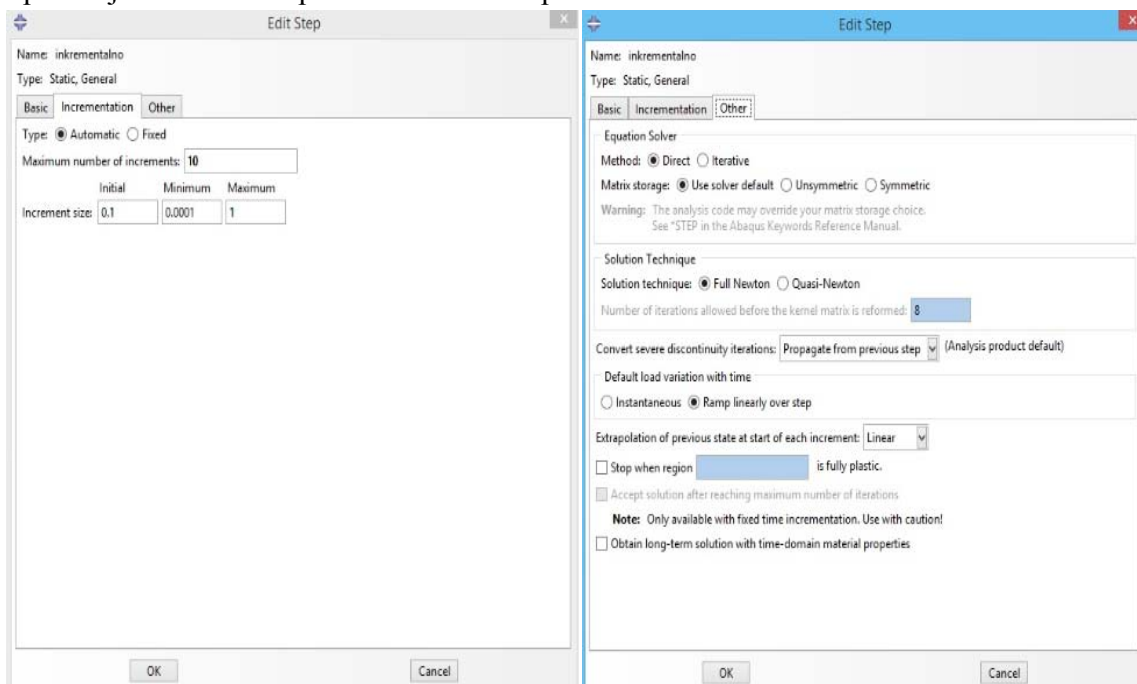 Edit Step
x
Name: inkrementalno
Type: Static, General
Basic Incrementation Other
Type: Automatic Fixed
Maximum number of increments: 10
Initial Minimum Maximum
Increment size: 0.1 0.0001 1
OK Cancel
Edit Step
x
Name: inkrementalno
Type: Static, General
Basic Incrementation Other
Equation Solver
Method: Direct Iterative
Matrix storage: Use solver default Unsymmetric Symmetric
Warning: The analysis code may override your matrix storage choice.
See *STEP in the Abaqus Keywords Reference Manual.
Solution Technique
Solution technique: Full Newton Quasi-Newton
Number of iterations allowed before the kernel matrix is reformed: 8
Convert severe discontinuity iterations: Propagate from previous step (Analysis product default)
Default load variation with time
Instantaneous Ramp linearly over step
Extrapolation of previous state at start of each increment: Linear
Stop when region is fully plastic.
Accept solution after reaching maximum number of iterations
Note: Only available with fixed time incrementation. Use with caution!
Obtain long-term solution with time-domain material properties
OK Cancel